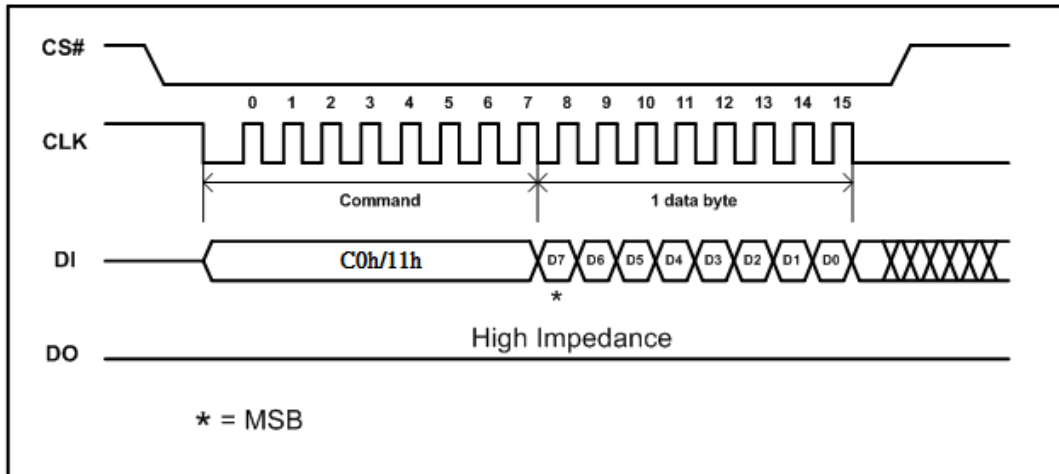 CS#
0 1 2 3 4 5 6 7 8 9 10 11 12 13 14 15
CLK
Command 1 data byte
DI C0h/11h D7 D6 D5 D4 D3 D2 D1 D0
*
High Impedance
DO
* = MSB